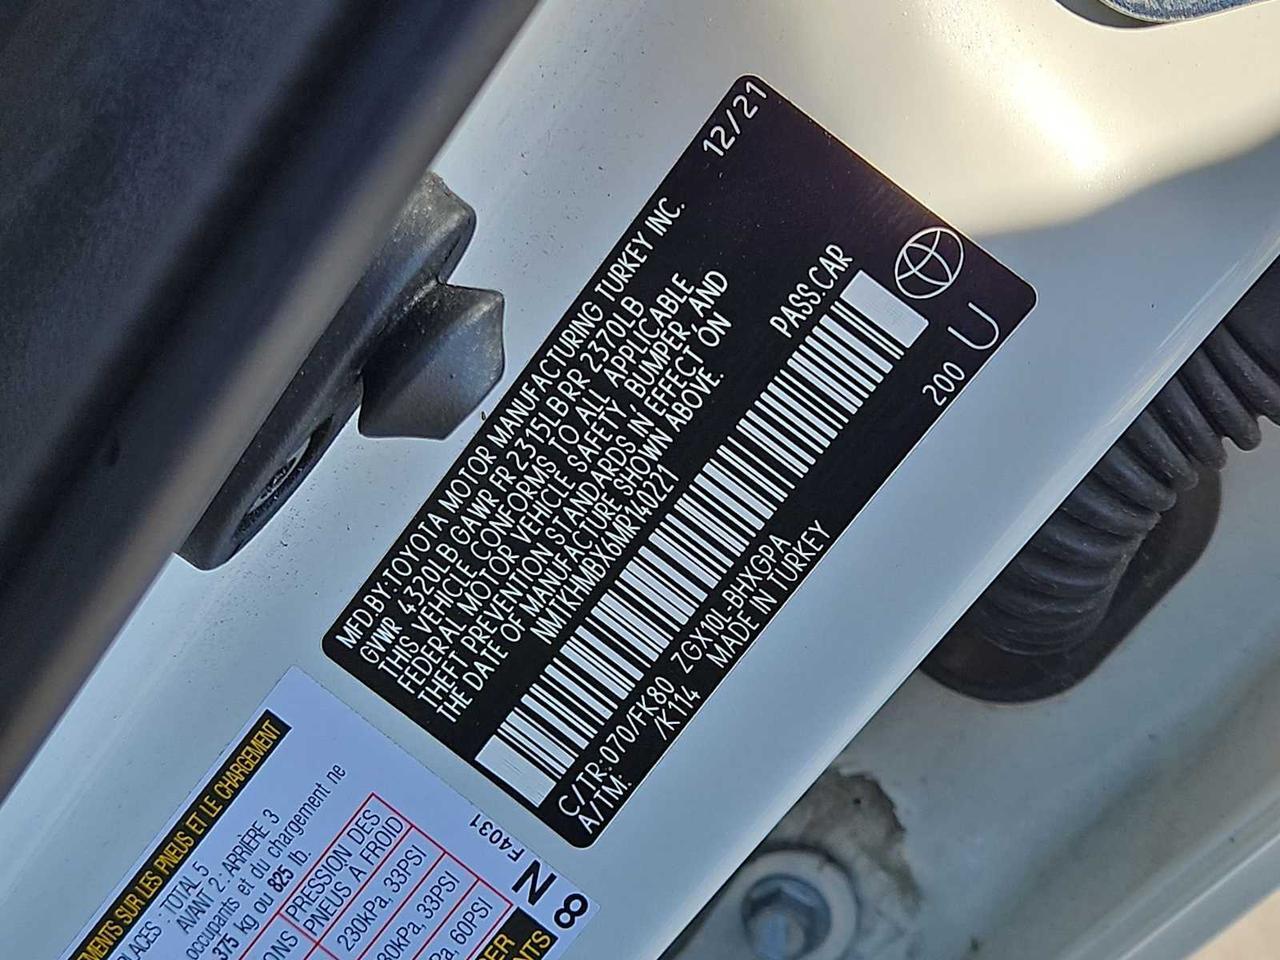 12/21
MFD.BY:TOYOTA MOTOR MANUFACTURING TURKEY INC.
GVWR 4320LB GAWR FR 2315LB RR 2370LB
THIS VEHICLE CONFORMS TO ALL APPLICABLE
FEDERAL MOTOR VEHICLE SAFETY, BUMPER, AND
THEFT PREVENTION STANDARDS IN EFFECT ON
THE DATE OF MANUFACTURE SHOWN ABOVE.
NMTKHMBX6MR140221
PASS.CAR
C/TR:070/FK80 ZGX10L-BHXGPA
A/TM: /K114 MADE IN TURKEY
200 U
SUR LES PNEUS ET LE CHARGEMENT
TOTAL 5
AVANT 2 : ARRIÈRE 3
occupants et du chargement ne
375 kg ou 825 lb.
PRESSION DES
PNEUS À FROID
230kPa, 33PSI
33PSI
60PSI
F4031
8 N